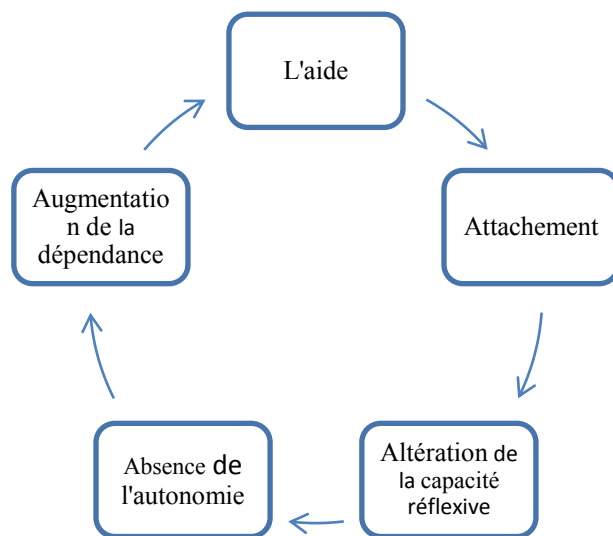 L'aide
Attachement
Altération de
la capacité
réflexive
Absence de
l'autonomie
Augmentatio
n de la
dépendance